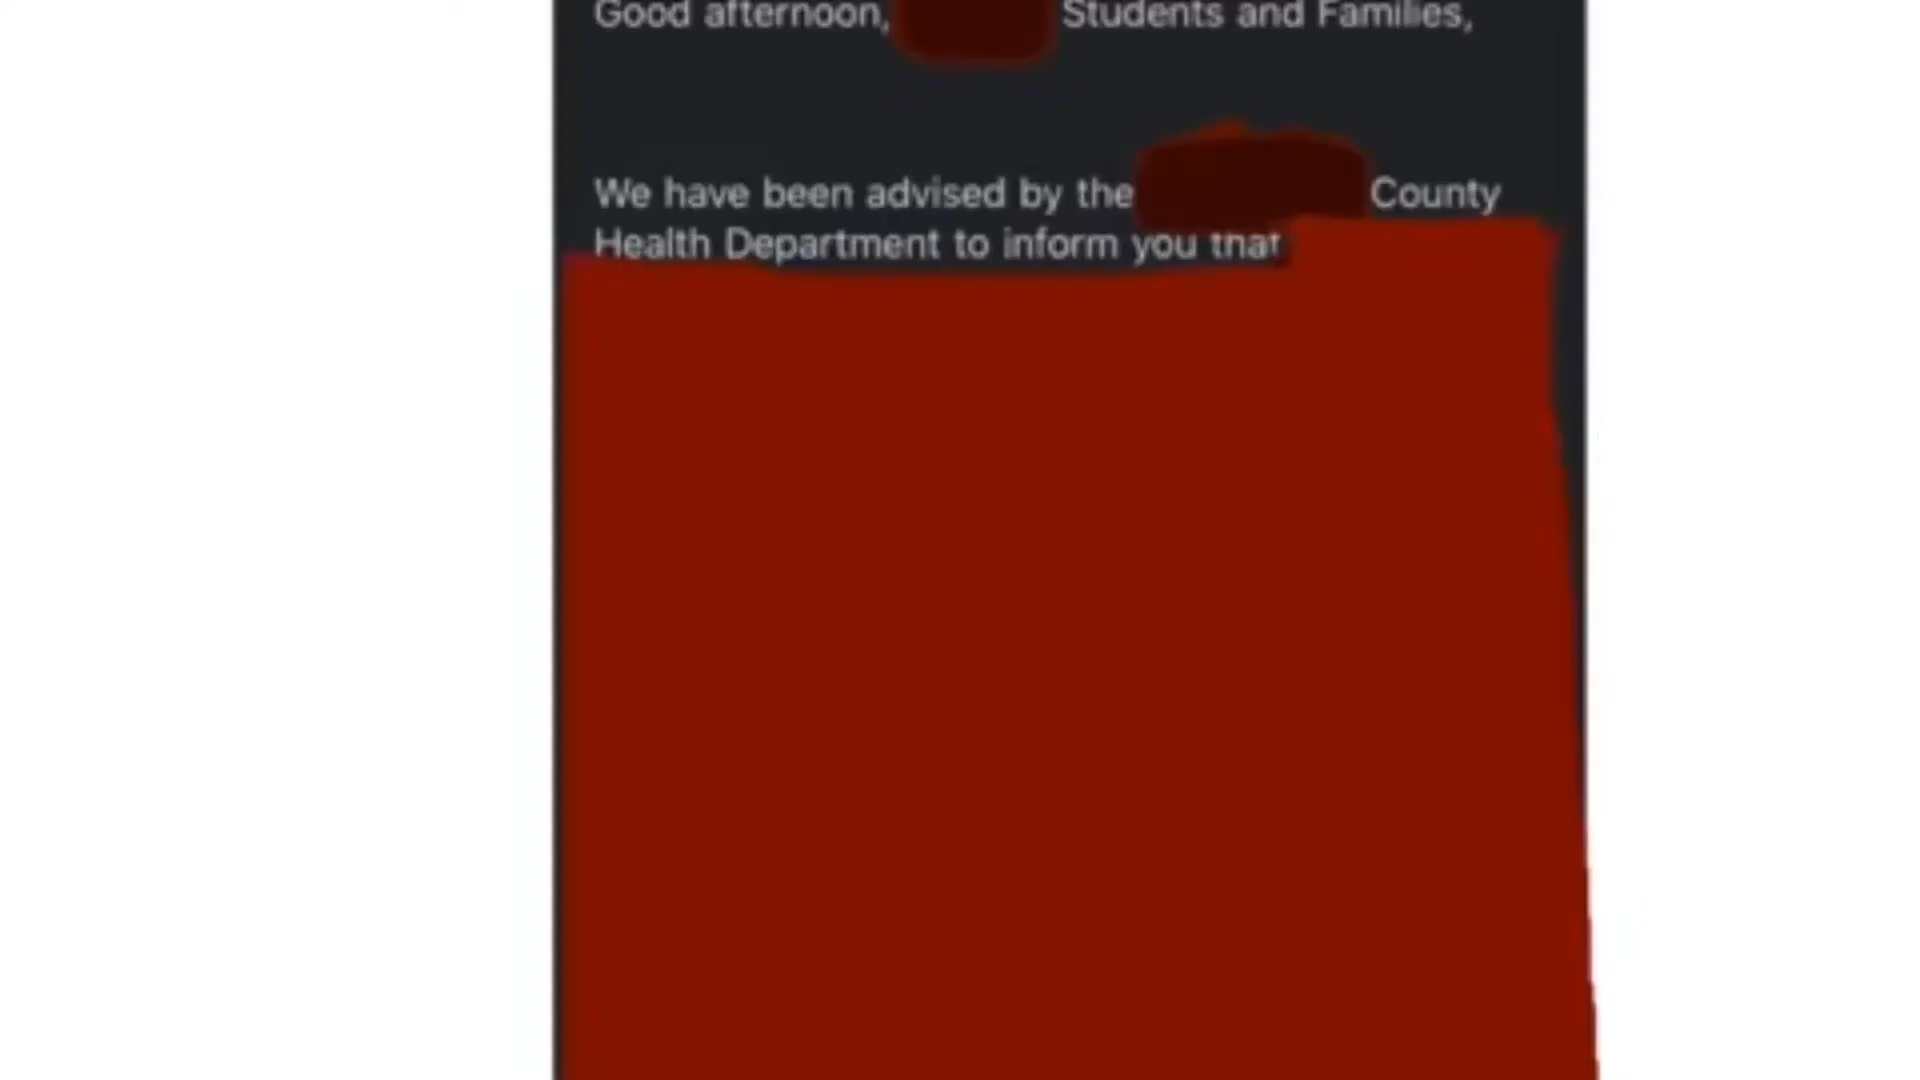 Good afternoon, Students and Families,
We have been advised by the County
Health Department to inform you that